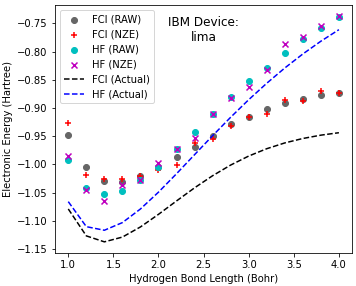 FCI (RAW)
FCI (NZE)
HF (RAW)
HF (NZE)
FCI (Actual)
HF (Actual)
IBM Device:
lima
Electronic Energy (Hartree)
−0.75
−0.80
−0.85
−0.90
−0.95
−1.00
−1.05
−1.10
−1.15
1.0 1.5 2.0 2.5 3.0 3.5 4.0
Hydrogen Bond Length (Bohr)